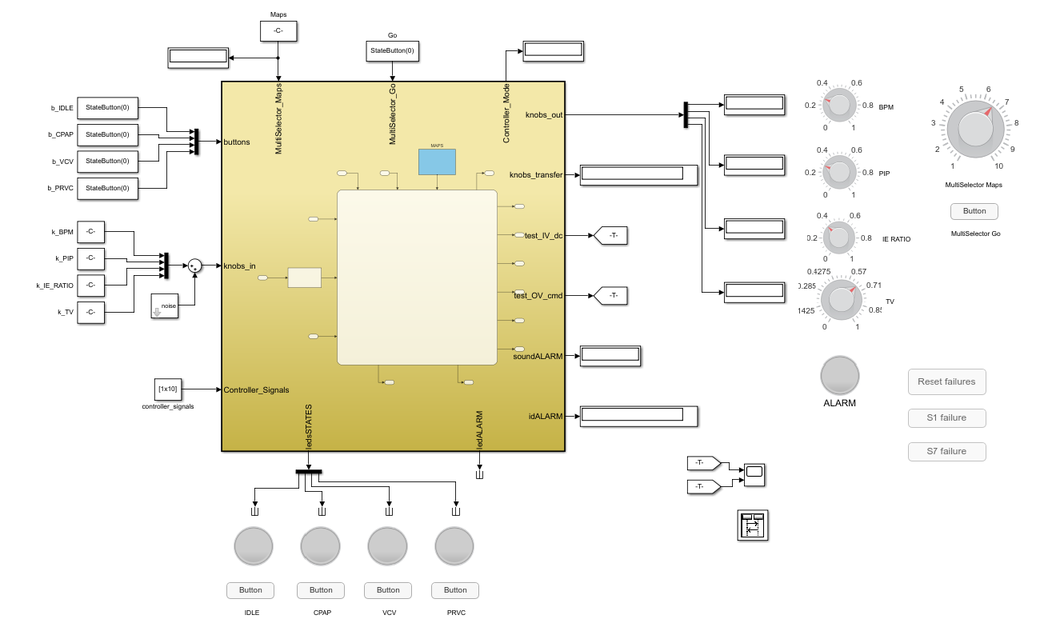 Maps
-C-
Go
StateButton(0)
MultiSelector_Maps
MultiSelector_Go
Controller_Mode
b_IDLE
StateButton(0)
b_CPAP
StateButton(0)
b_VCV
StateButton(0)
b_PRVC
StateButton(0)
buttons
k_BPM
-C-
k_PIP
-C-
k_IE_RATIO
-C-
k_TV
-C-
noise
knobs_in
[1x10]
controller_signals
Controller_Signals
MAPS
knobs_out
knobs_transfer
test_IV_dc
-T-
test_OV_cmd
-T-
soundALARM
idALARM
ledsSTATES
ledALARM
0 0.2 0.4 0.6 0.8 1
BPM
0 0.2 0.4 0.6 0.8 1
PIP
0 0.2 0.4 0.6 0.8 1
IE RATIO
0 1425 0.285 0.4275 0.57 0.71 0.85 1
TV
1 2 3 4 5 6 7 8 9 10
MultiSelector Maps
Button
MultiSelector Go
ALARM
Reset failures
S1 failure
S7 failure
-T-
-T-
Button
Button
Button
Button
IDLE
CPAP
VCV
PRVC